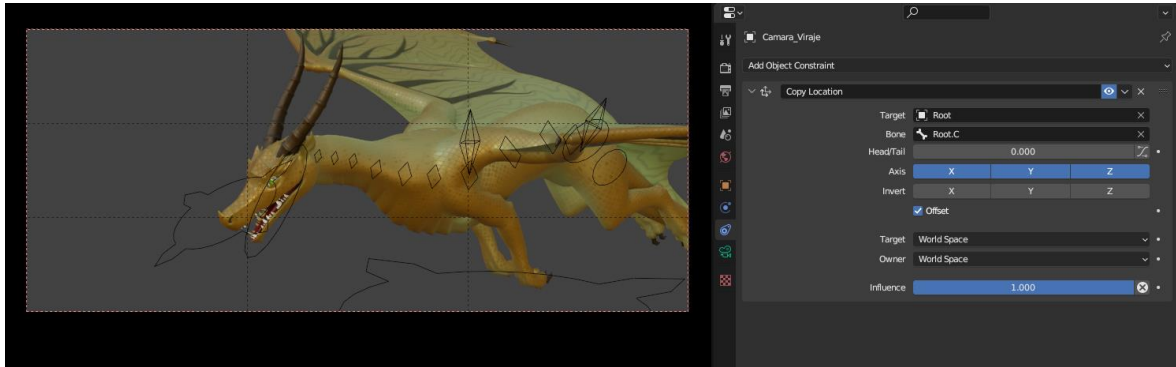 Camara_Viraje
Add Object Constraint
Copy Location
Target Root
Bone Root.C
Head/Tail 0.000
Axis X Y Z
Invert X Y Z
Offset
Target World Space
Owner World Space
Influence 1.000